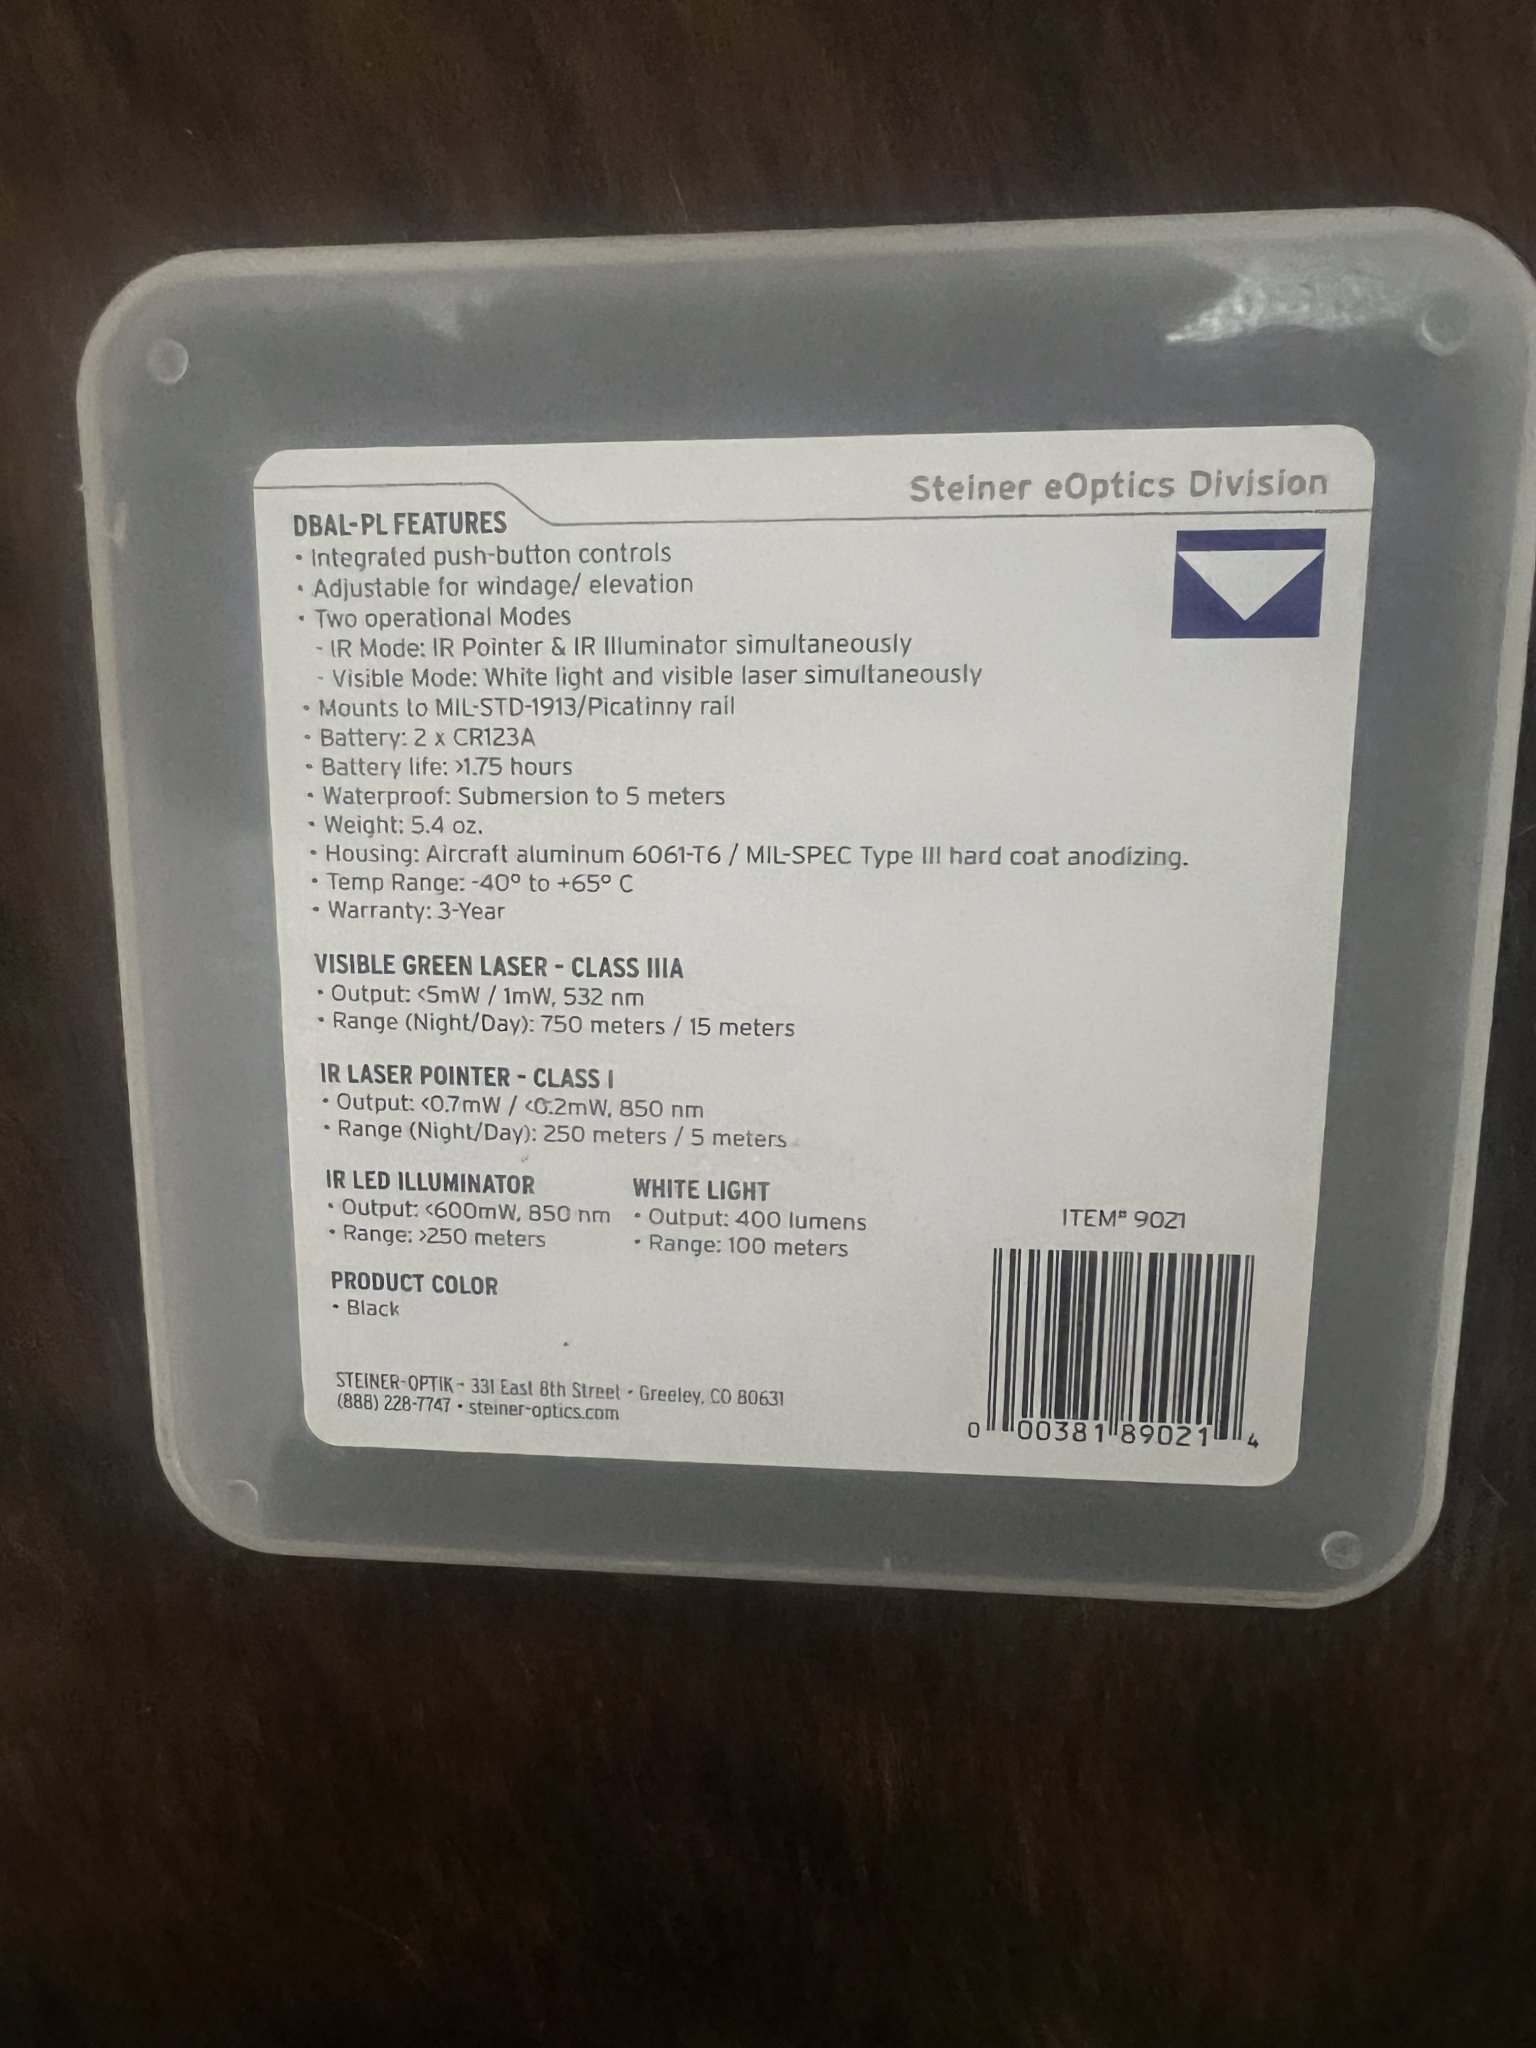 Steiner eOptics Division
DBAL-PL FEATURES
• Integrated push-button controls
• Adjustable for windage/ elevation
• Two operational Modes
- IR Mode: IR Pointer & IR Illuminator simultaneously
- Visible Mode: White light and visible laser simultaneously
• Mounts to MIL-STD-1913/Picatinny rail
• Battery: 2 x CR123A
• Battery life: >1.75 hours
• Waterproof: Submersion to 5 meters
• Weight: 5.4 oz.
• Housing: Aircraft aluminum 6061-T6 / MIL-SPEC Type III hard coat anodizing.
• Temp Range: -40° to +65° C
• Warranty: 3-Year
VISIBLE GREEN LASER - CLASS IIIA
• Output: <5mW / 1mW, 532 nm
• Range (Night/Day): 750 meters / 15 meters
IR LASER POINTER - CLASS I
• Output: <0.7mW / <0.2mW, 850 nm
• Range (Night/Day): 250 meters / 5 meters
IR LED ILLUMINATOR
• Output: <600mW, 850 nm
• Range: >250 meters
WHITE LIGHT
• Output: 400 lumens
• Range: 100 meters
PRODUCT COLOR
• Black
ITEM# 9021
0 00381 89021 4
STEINER-OPTIK - 331 East 8th Street • Greeley, CO 80631
(888) 228-7747 • steiner-optics.com